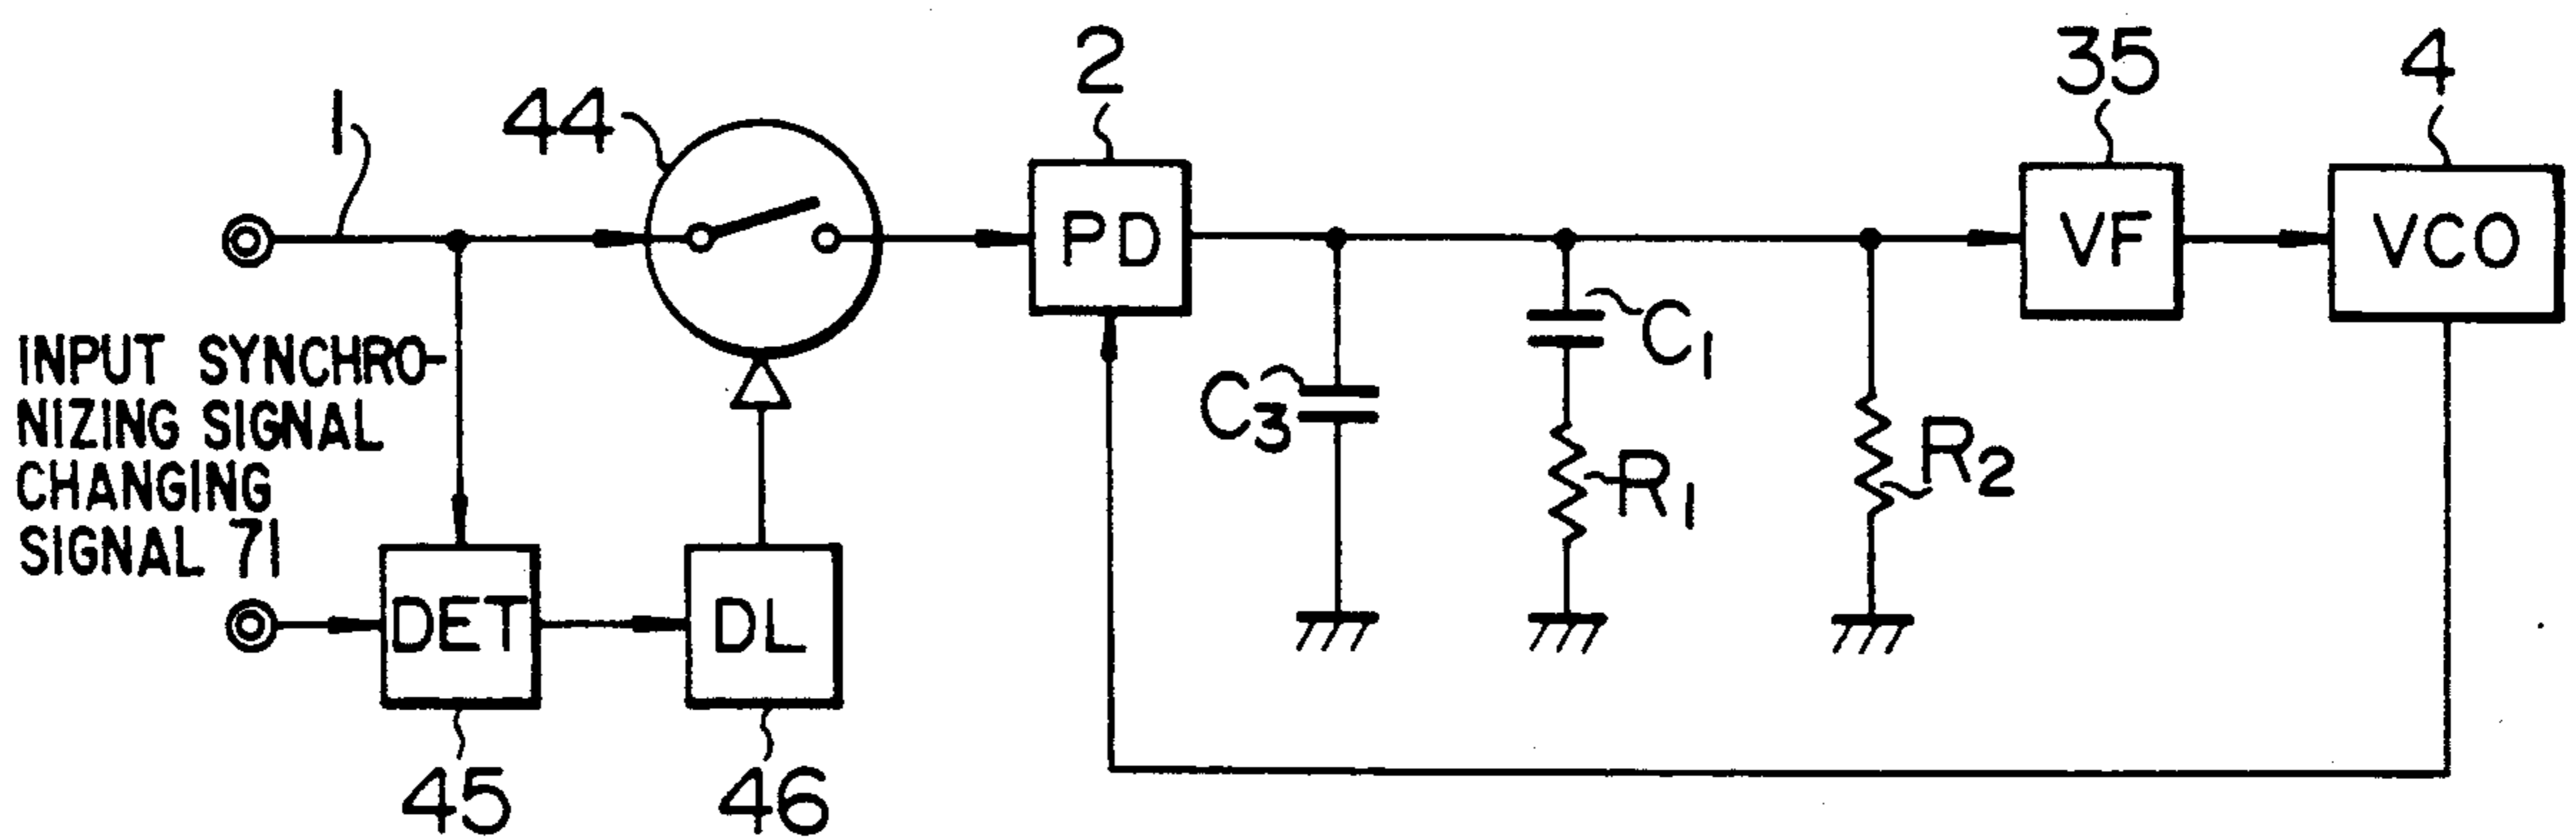 1
44
2
35
4
PD
VF
VCO
INPUT SYNCHRO-
NIZING SIGNAL
CHANGING
SIGNAL 71
C3
C1
R1
R2
DET
DL
45
46